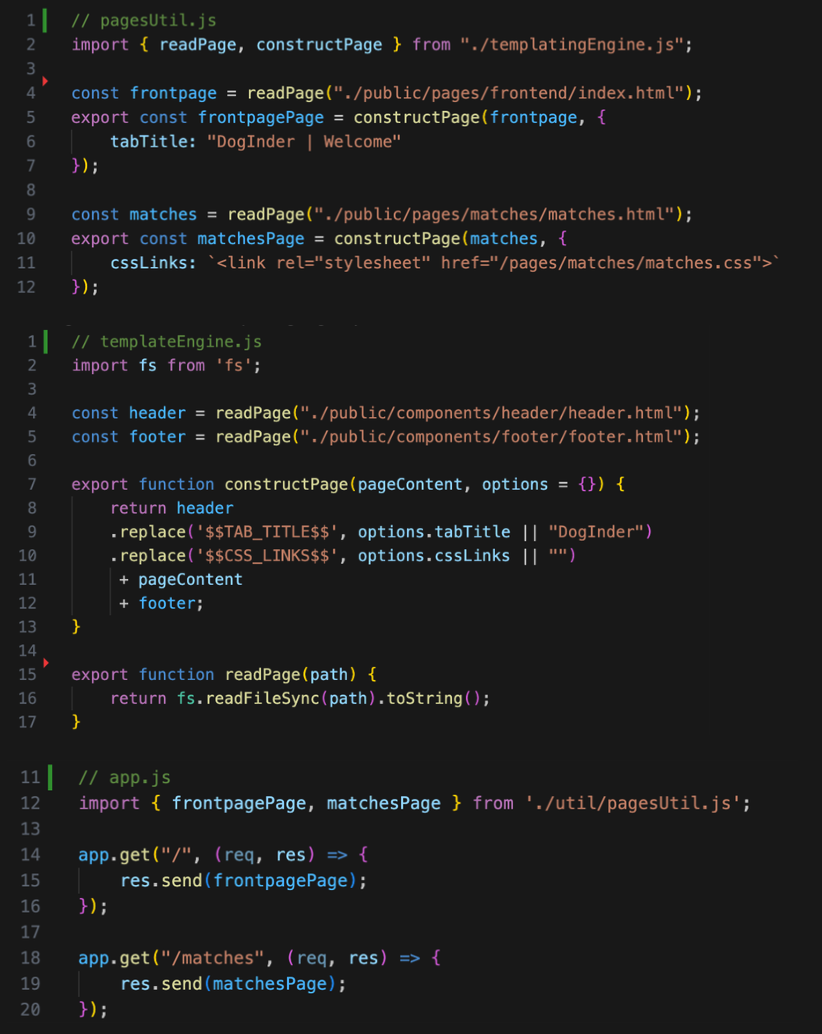 1 // pagesUtil.js
2 import { readPage, constructPage } from "./templatingEngine.js";
3
4 const frontpage = readPage("./public/pages/frontend/index.html");
5 export const frontpagePage = constructPage(frontpage, {
6     tabTitle: "DogInder | Welcome"
7 });
8
9 const matches = readPage("./public/pages/matches/matches.html");
10 export const matchesPage = constructPage(matches, {
11     cssLinks: `<link rel="stylesheet" href="/pages/matches/matches.css">`
12 });
1 // templateEngine.js
2 import fs from 'fs';
3
4 const header = readPage("./public/components/header/header.html");
5 const footer = readPage("./public/components/footer/footer.html");
6
7 export function constructPage(pageContent, options = {}) {
8     return header
9     .replace('$$TAB_TITLE$$', options.tabTitle || "DogInder")
10     .replace('$$CSS_LINKS$$', options.cssLinks || "")
11     + pageContent
12     + footer;
13 }
14
15 export function readPage(path) {
16     return fs.readFileSync(path).toString();
17 }
11 // app.js
12 import { frontpagePage, matchesPage } from './util/pagesUtil.js';
13
14 app.get("/", (req, res) => {
15     res.send(frontpagePage);
16 });
17
18 app.get("/matches", (req, res) => {
19     res.send(matchesPage);
20 });